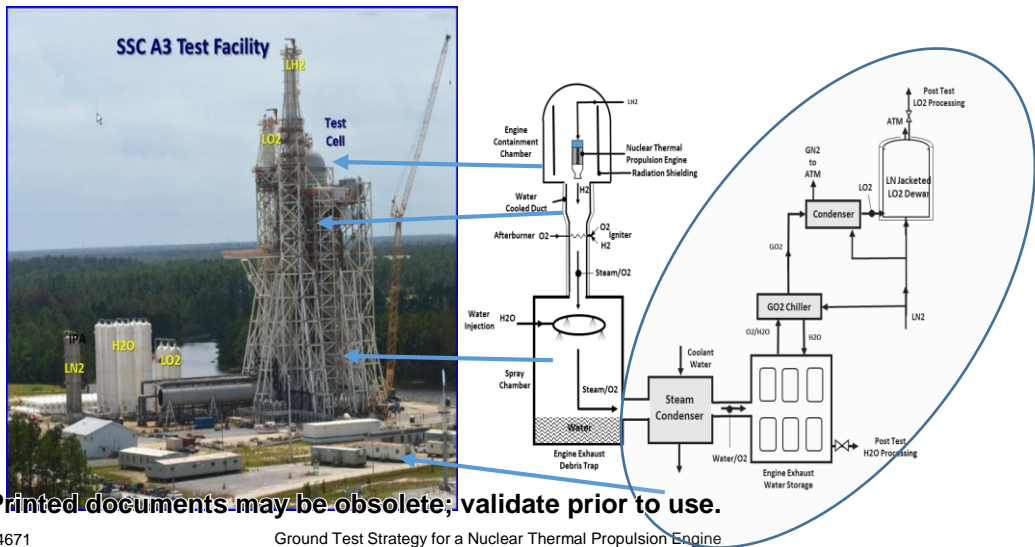 SSC A3 Test Facility
LH2
LO2
Test
Cell
IPA
LN2
H2O
LO2
LH2
Engine
Containment
Chamber
Nuclear Thermal
Propulsion Engine
Radiation Shielding
H2
Water
Cooled Duct
Afterburner O2
O2
Igniter
H2
Steam/O2
Water
Injection
H2O
Spray
Chamber
Steam/O2
Water
Engine Exhaust
Debris Trap
Coolant
Water
Steam
Condenser
Water/O2
Engine Exhaust
Water Storage
Post Test
H2O Processing
O2/H2O
H2O
GO2 Chiller
LN2
GO2
Condenser
GN2
to
ATM
LO2
LN Jacketed
LO2 Dewar
ATM
Post Test
LO2 Processing
Printed documents may be obsolete; validate prior to use.
4671
Ground Test Strategy for a Nuclear Thermal Propulsion Engine